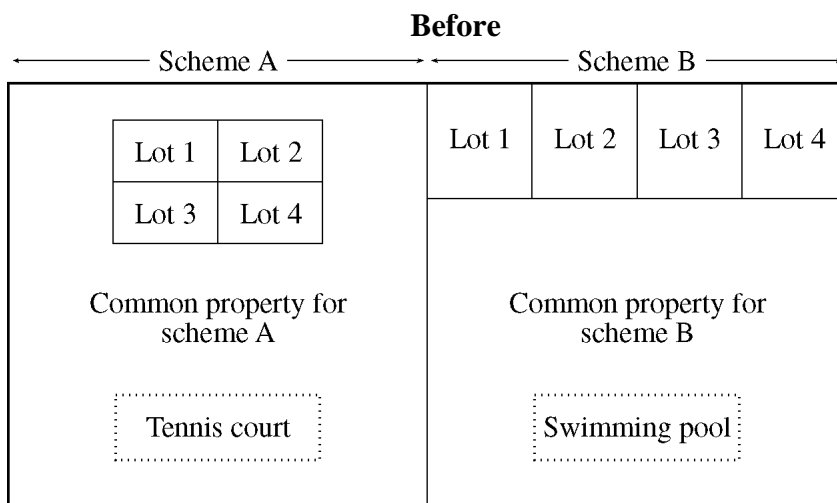 Before
Scheme A
Scheme B
Lot 1
Lot 2
Lot 3
Lot 4
Common property for
scheme A
Tennis court
Lot 1
Lot 2
Lot 3
Lot 4
Common property for
scheme B
Swimming pool